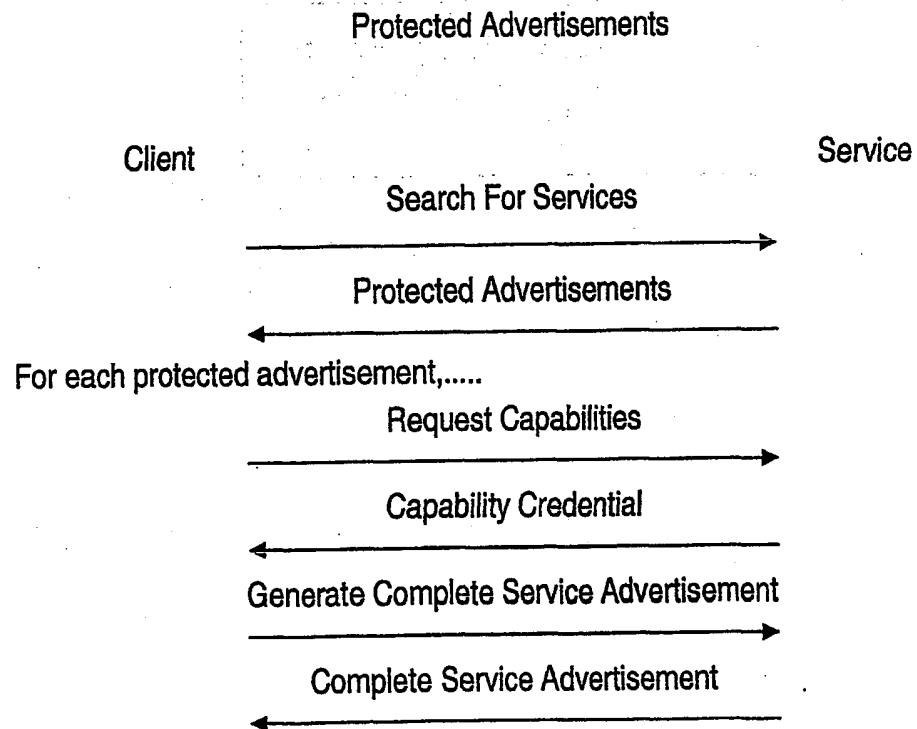 Protected Advertisements
Client
Service
Search For Services
Protected Advertisements
For each protected advertisement,.....
Request Capabilities
Capability Credential
Generate Complete Service Advertisement
Complete Service Advertisement